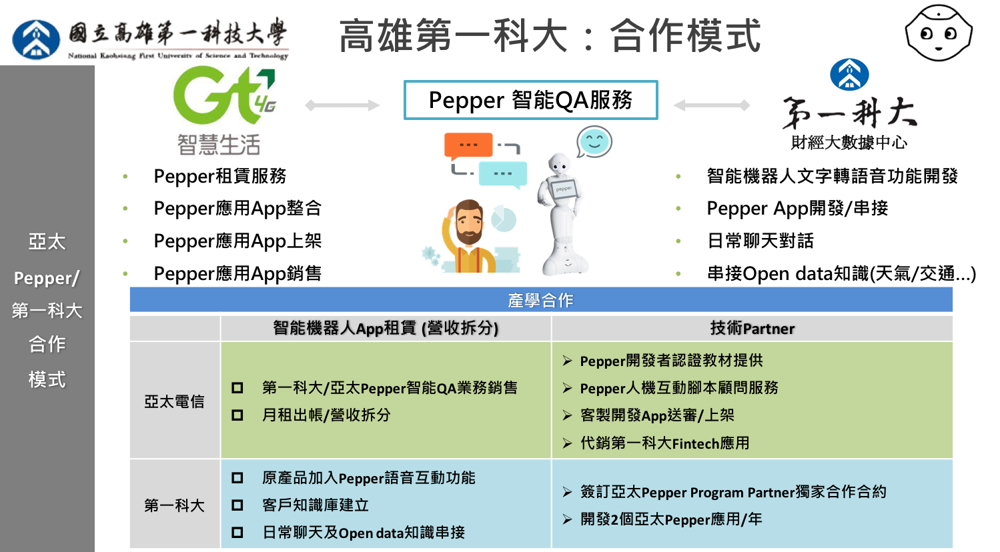 國立高雄第一科技大學
National Kaohsiung First University of Science and Technology
高雄第一科大：合作模式
Gt
4G
智慧生活
Pepper 智能QA服務
第一科大
財經大數據中心
pepper
• Pepper租賃服務
• Pepper應用App整合
• Pepper應用App上架
• Pepper應用App銷售
• 智能機器人文字轉語音功能開發
• Pepper App開發/串接
• 日常聊天對話
• 串接Open data知識(天氣/交通...)
亞太
Pepper/
第一科大
合作
模式
產學合作
智能機器人App租賃 (營收拆分)
技術Partner
亞太電信
第一科大/亞太Pepper智能QA業務銷售
月租出帳/營收拆分
➢ Pepper開發者認證教材提供
➢ Pepper人機互動腳本顧問服務
➢ 客製開發App送審/上架
➢ 代銷第一科大Fintech應用
第一科大
原產品加入Pepper語音互動功能
客戶知識庫建立
日常聊天及Open data知識串接
➢ 簽訂亞太Pepper Program Partner獨家合作合約
➢ 開發2個亞太Pepper應用/年